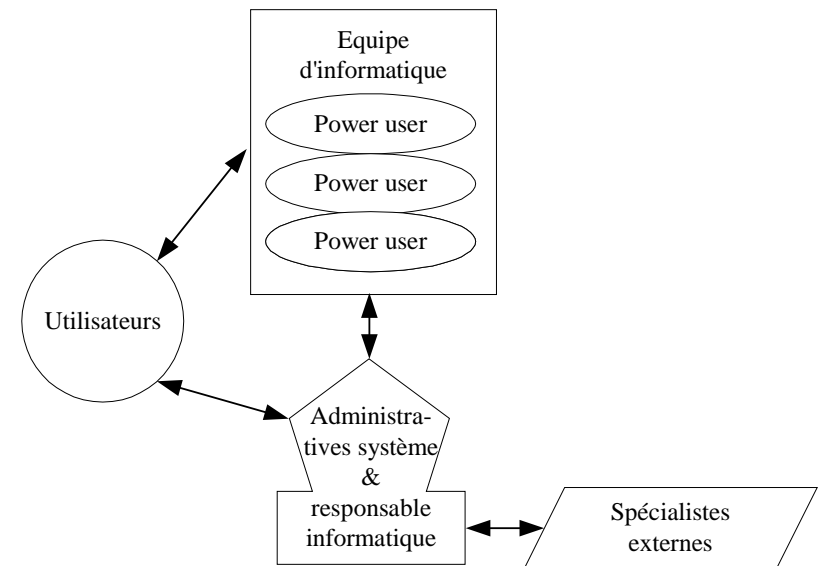 Equipe
d'informatique
Power user
Power user
Power user
Utilisateurs
Administra-
tives système
&
responsable
informatique
Spécialistes
externes